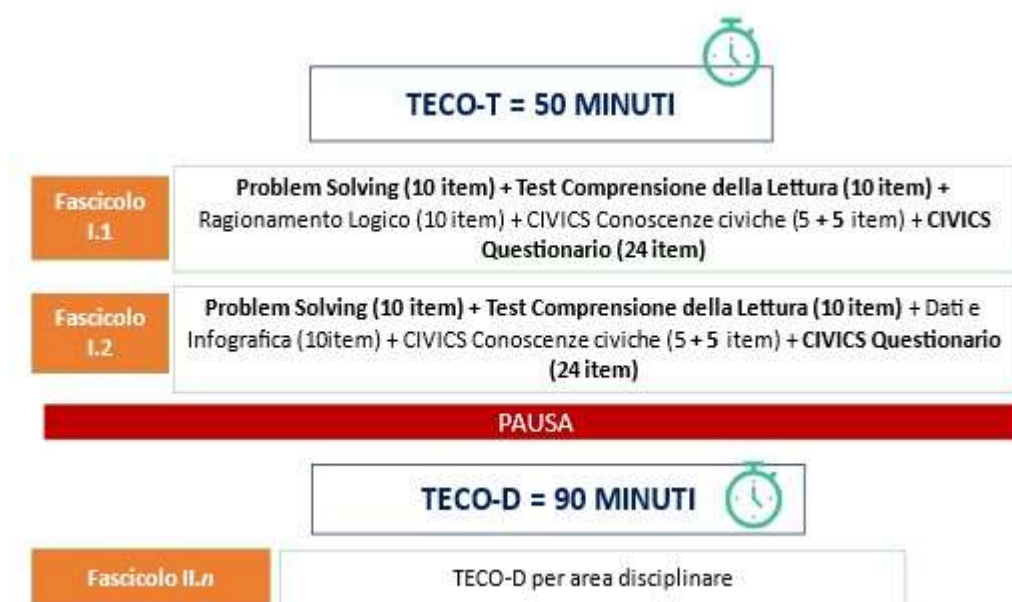 TECO-T = 50 MINUTI
Fascicolo
I.1
Problem Solving (10 item) + Test Comprensione della Lettura (10 item) +
Ragionamento Logico (10 item) + CIVICS Conoscenze civiche (5 + 5 item) + CIVICS
Questionario (24 item)
Fascicolo
I.2
Problem Solving (10 item) + Test Comprensione della Lettura (10 item) + Dati e
Infografica (10item) + CIVICS Conoscenze civiche (5 + 5 item) + CIVICS Questionario
(24 item)
PAUSA
TECO-D = 90 MINUTI
Fascicolo II.n
TECO-D per area disciplinare